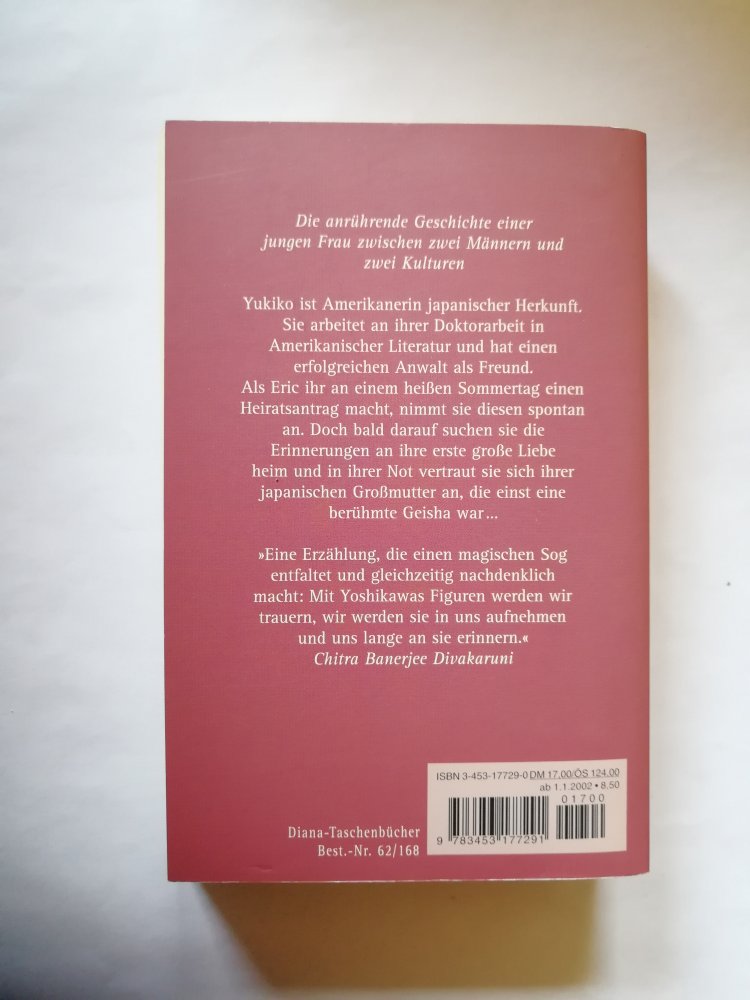 Die anrührende Geschichte einer
jungen Frau zwischen zwei Männern und
zwei Kulturen
Yukiko ist Amerikanerin japanischer Herkunft.
Sie arbeitet an ihrer Doktorarbeit in
Amerikanischer Literatur und hat einen
erfolgreichen Anwalt als Freund.
Als Eric ihr an einem heißen Sommertag einen
Heiratsantrag macht, nimmt sie diesen spontan
an. Doch bald darauf suchen sie die
Erinnerungen an ihre erste große Liebe
heim und in ihrer Not vertraut sie sich ihrer
japanischen Großmutter an, die einst eine
berühmte Geisha war...
»Eine Erzählung, die einen magischen Sog
entfaltet und gleichzeitig nachdenklich
macht: Mit Yoshikawas Figuren werden wir
trauern, wir werden sie in uns aufnehmen
und uns lange an sie erinnern.«
Chitra Banerjee Divakaruni
ISBN 3-453-17729-0 DM 17,00/ÖS 124.00
ab 1.1.2002 • 8,50
01700
9 783453 177291
Diana-Taschenbücher
Best.-Nr. 62/168